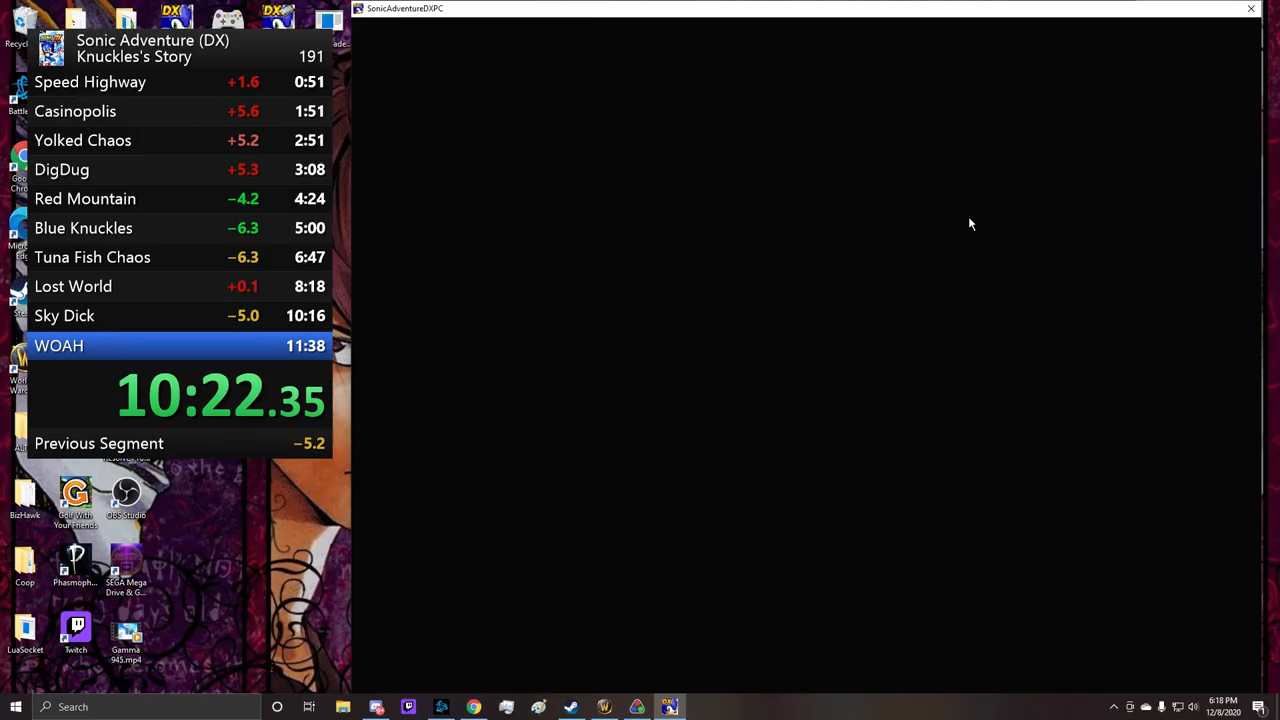 SonicAdventureDXPC
Sonic Adventure (DX)
Knuckles's Story 191
Speed Highway +1.6 0:51
Casinopolis +5.6 1:51
Yolked Chaos +5.2 2:51
DigDug +5.3 3:08
Red Mountain −4.2 4:24
Blue Knuckles −6.3 5:00
Tuna Fish Chaos −6.3 6:47
Lost World +0.1 8:18
Sky Dick −5.0 10:16
WOAH 11:38
10:22.35
Previous Segment −5.2
BizHawk
Golf With
Your Friends
OBS Studio
Coop
Phasmoph...
SEGA Mega
Drive & G...
LuaSocket
Twitch
Gamma
945.mp4
Search
6:18 PM
12/8/2020